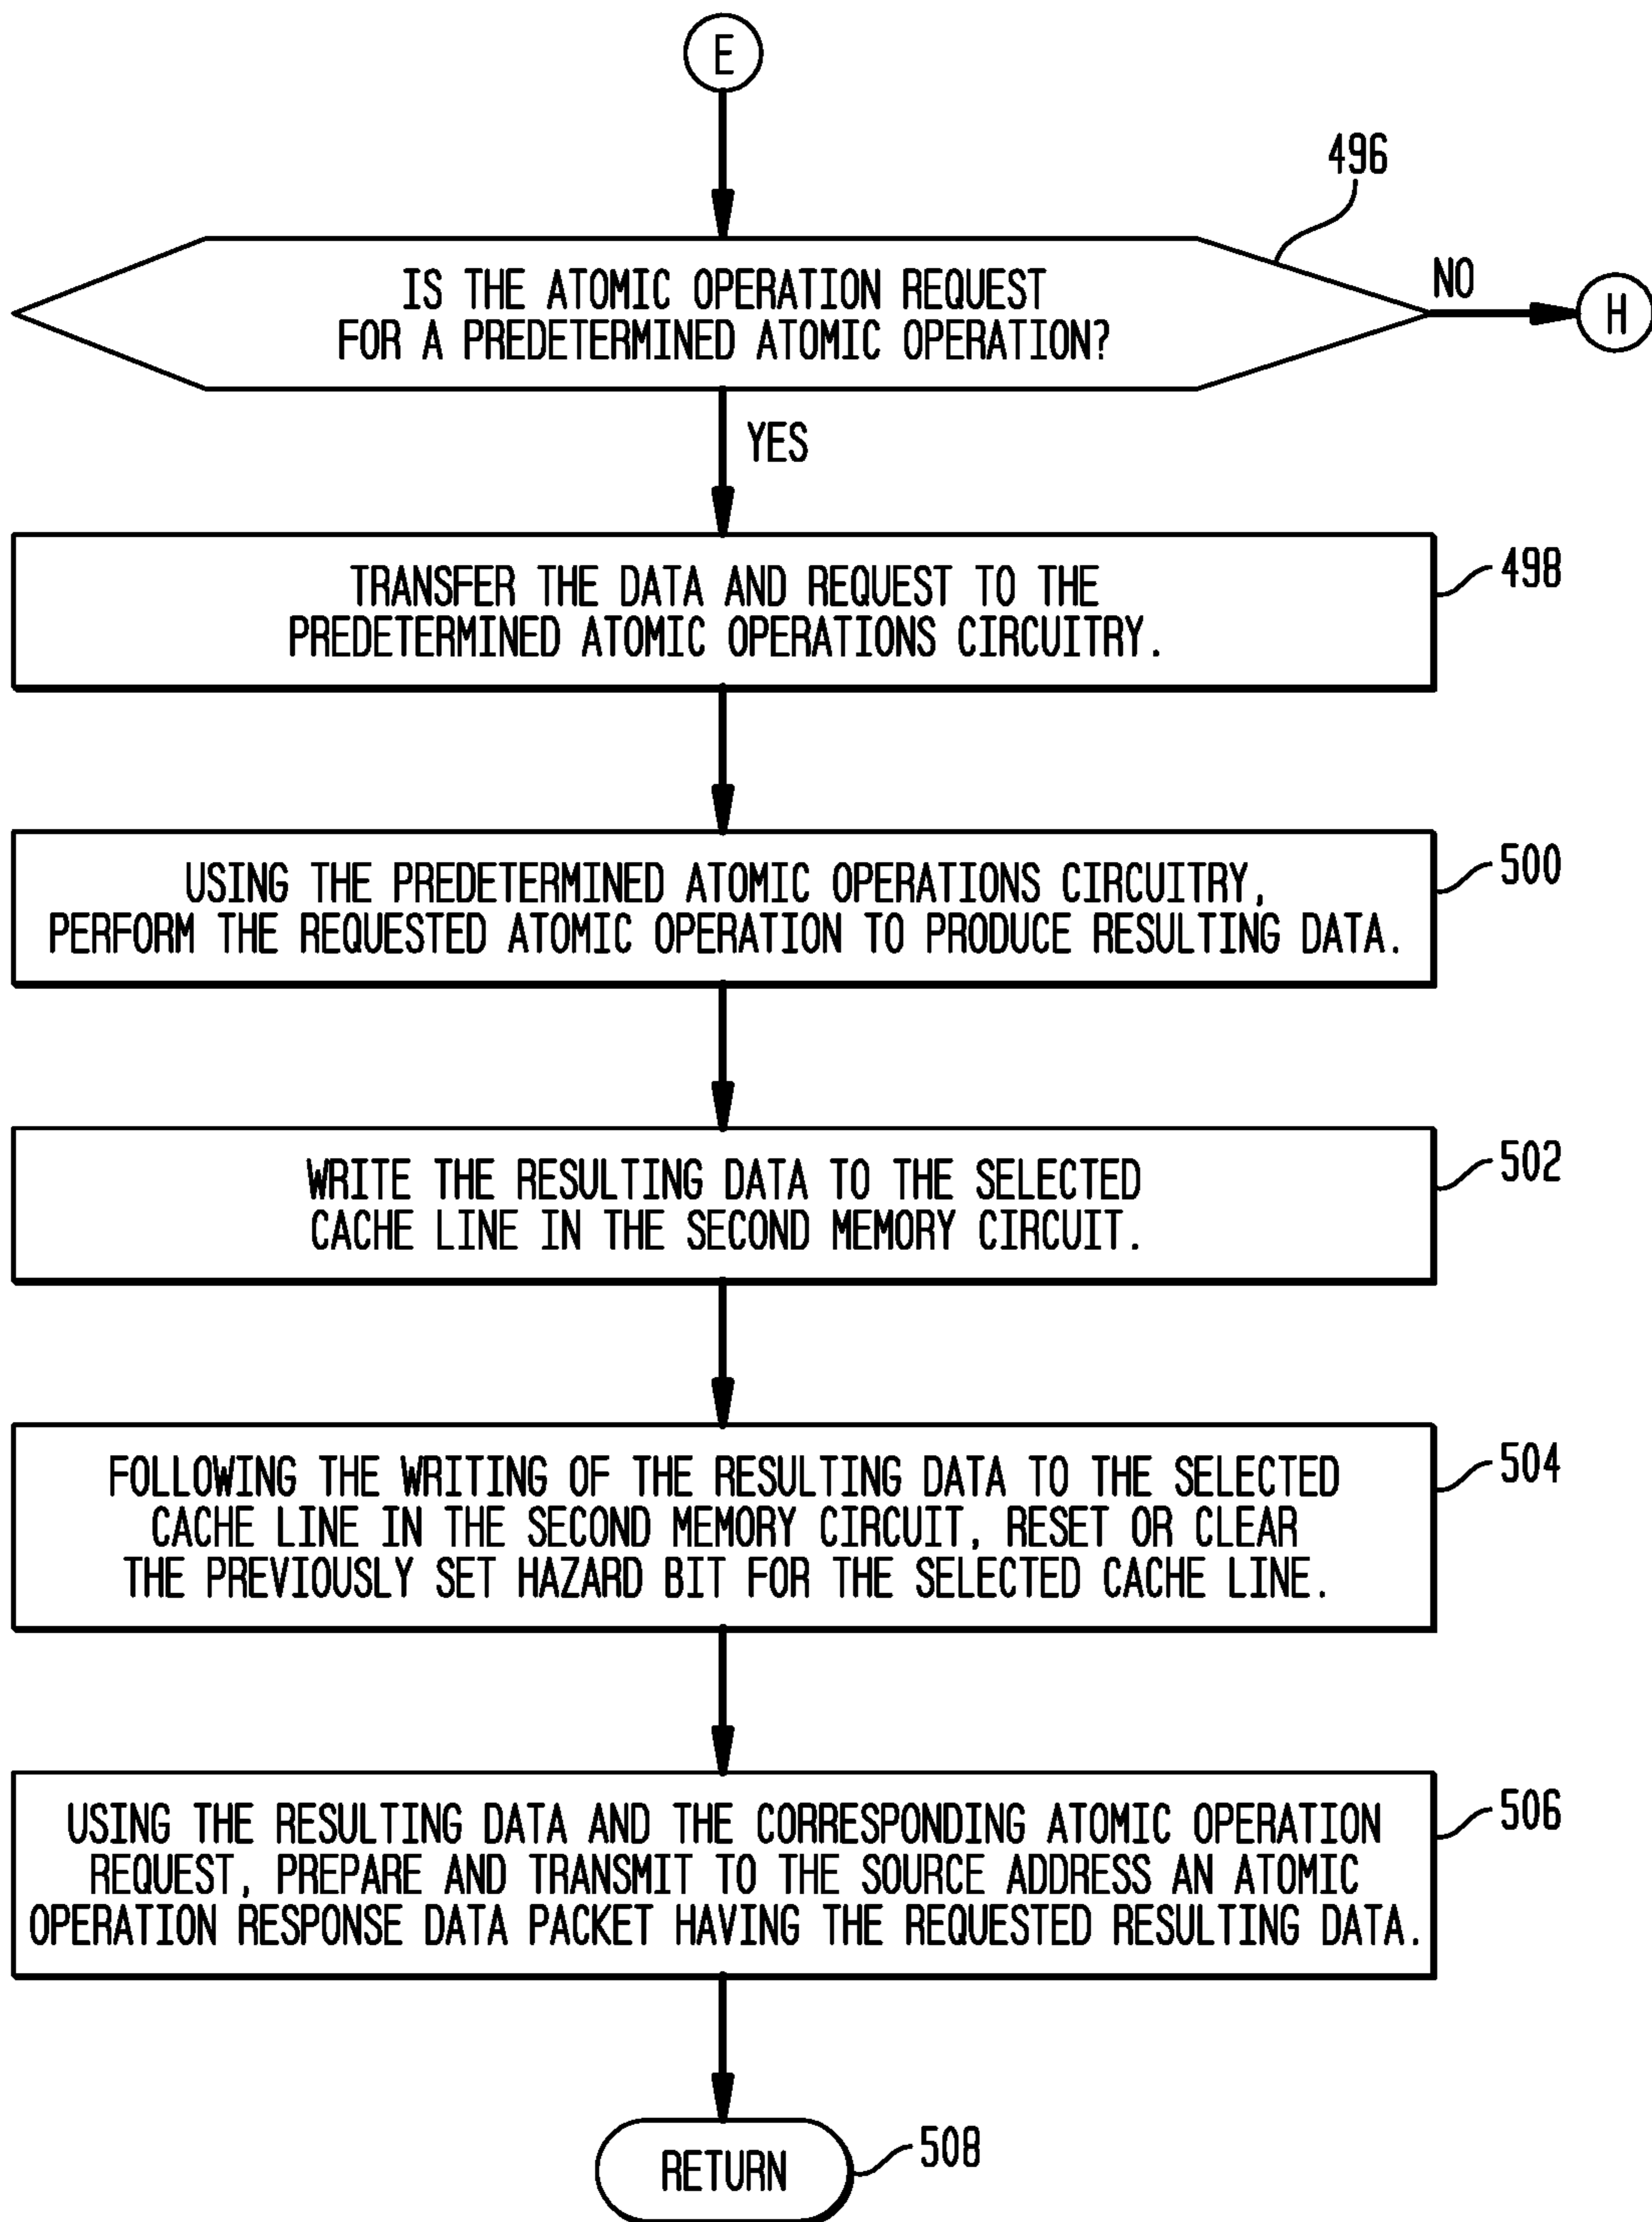 E
496
IS THE ATOMIC OPERATION REQUEST
FOR A PREDETERMINED ATOMIC OPERATION?
NO
H
YES
TRANSFER THE DATA AND REQUEST TO THE
PREDETERMINED ATOMIC OPERATIONS CIRCUITRY.
498
USING THE PREDETERMINED ATOMIC OPERATIONS CIRCUITRY,
PERFORM THE REQUESTED ATOMIC OPERATION TO PRODUCE RESULTING DATA.
500
WRITE THE RESULTING DATA TO THE SELECTED
CACHE LINE IN THE SECOND MEMORY CIRCUIT.
502
FOLLOWING THE WRITING OF THE RESULTING DATA TO THE SELECTED
CACHE LINE IN THE SECOND MEMORY CIRCUIT, RESET OR CLEAR
THE PREVIOUSLY SET HAZARD BIT FOR THE SELECTED CACHE LINE.
504
USING THE RESULTING DATA AND THE CORRESPONDING ATOMIC OPERATION
REQUEST, PREPARE AND TRANSMIT TO THE SOURCE ADDRESS AN ATOMIC
OPERATION RESPONSE DATA PACKET HAVING THE REQUESTED RESULTING DATA.
506
RETURN
508